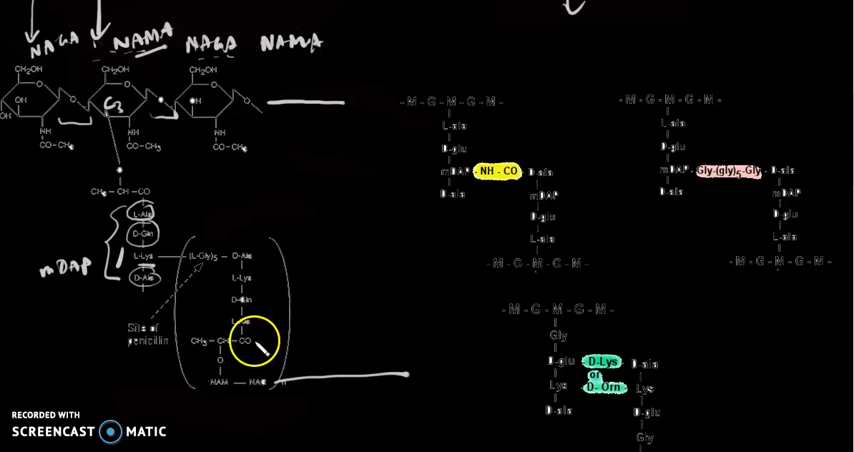 NAGA NAMA NAGA NAMA
CH₂OH CH₂OH CH₂OH
O O O
OH C3 OH
OH O O O
NH NH NH
CO-CH₃ CO-CH₃ CO-CH₃
O
CH₃ - CH - CO
L-Ala
D-Gln
L-Lys (L-Gly)5 D-Ala
mDAP
D-Ala L-Lys
D-Gln
Site of
penicillin
CH₃-CH-CO
O
NAM — NAG n
- M - G - M - G - M -
L-ala
D-glu
mDAP - NH - CO - D-ala
D-ala mDAP
D-glu
L-ala
- M - G - M - G - M -
- M - G - M - G - M -
L-ala
D-glu
mDAP - Gly-(gly)5-Gly - D-ala
D-ala mDAP
D-glu
L-ala
- M - G - M - G - M -
- M - G - M - G - M -
Gly
D-glu D-Lys D-ala
or
Lys D- Orn Lys
D-ala D-glu
Gly
RECORDED WITH
SCREENCAST MATIC